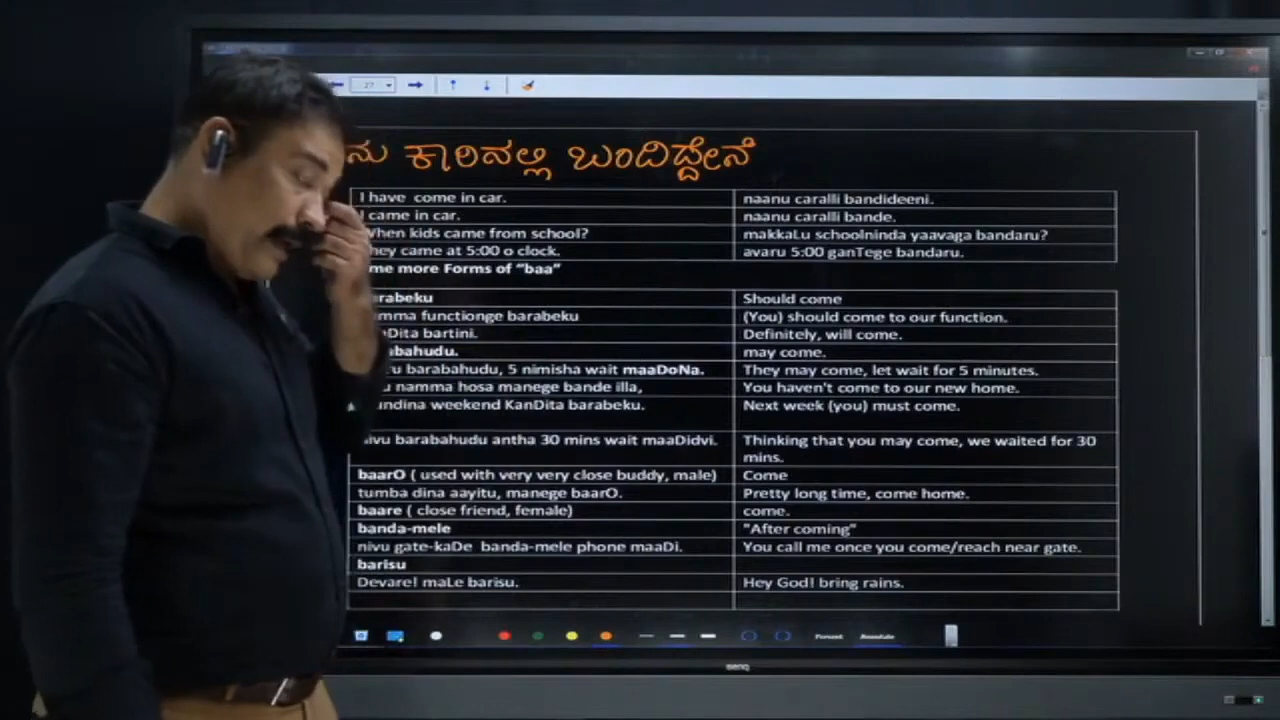 ನು ಕಾರಿನಲ್ಲಿ ಬಂದಿದ್ದೇನೆ
27
I have come in car. naanu caralli bandideeni.
I came in car. naanu caralli bande.
When kids came from school? makkaLu schoolninda yaavaga bandaru?
hey came at 5:00 o clock. avaru 5:00 ganTege bandaru.
me more Forms of "baa"
arabeku Should come
mma functionge barabeku (You) should come to our function.
Dita bartini. Definitely, will come.
bahudu. may come.
u barabahudu, 5 nimisha wait maaDoNa. They may come, let wait for 5 minutes.
u namma hosa manege bande illa, You haven't come to our new home.
undina weekend KanDita barabeku. Next week (you) must come.
nivu barabahudu antha 30 mins wait maaDidvi. Thinking that you may come, we waited for 30
mins.
baarO ( used with very very close buddy, male) Come
tumba dina aayitu, manege baarO. Pretty long time, come home.
baare ( close friend, female) come.
banda-mele "After coming"
nivu gate-kaDe banda-mele phone maaDi. You call me once you come/reach near gate.
barisu
Devare! maLe barisu. Hey God! bring rains.
BenQ